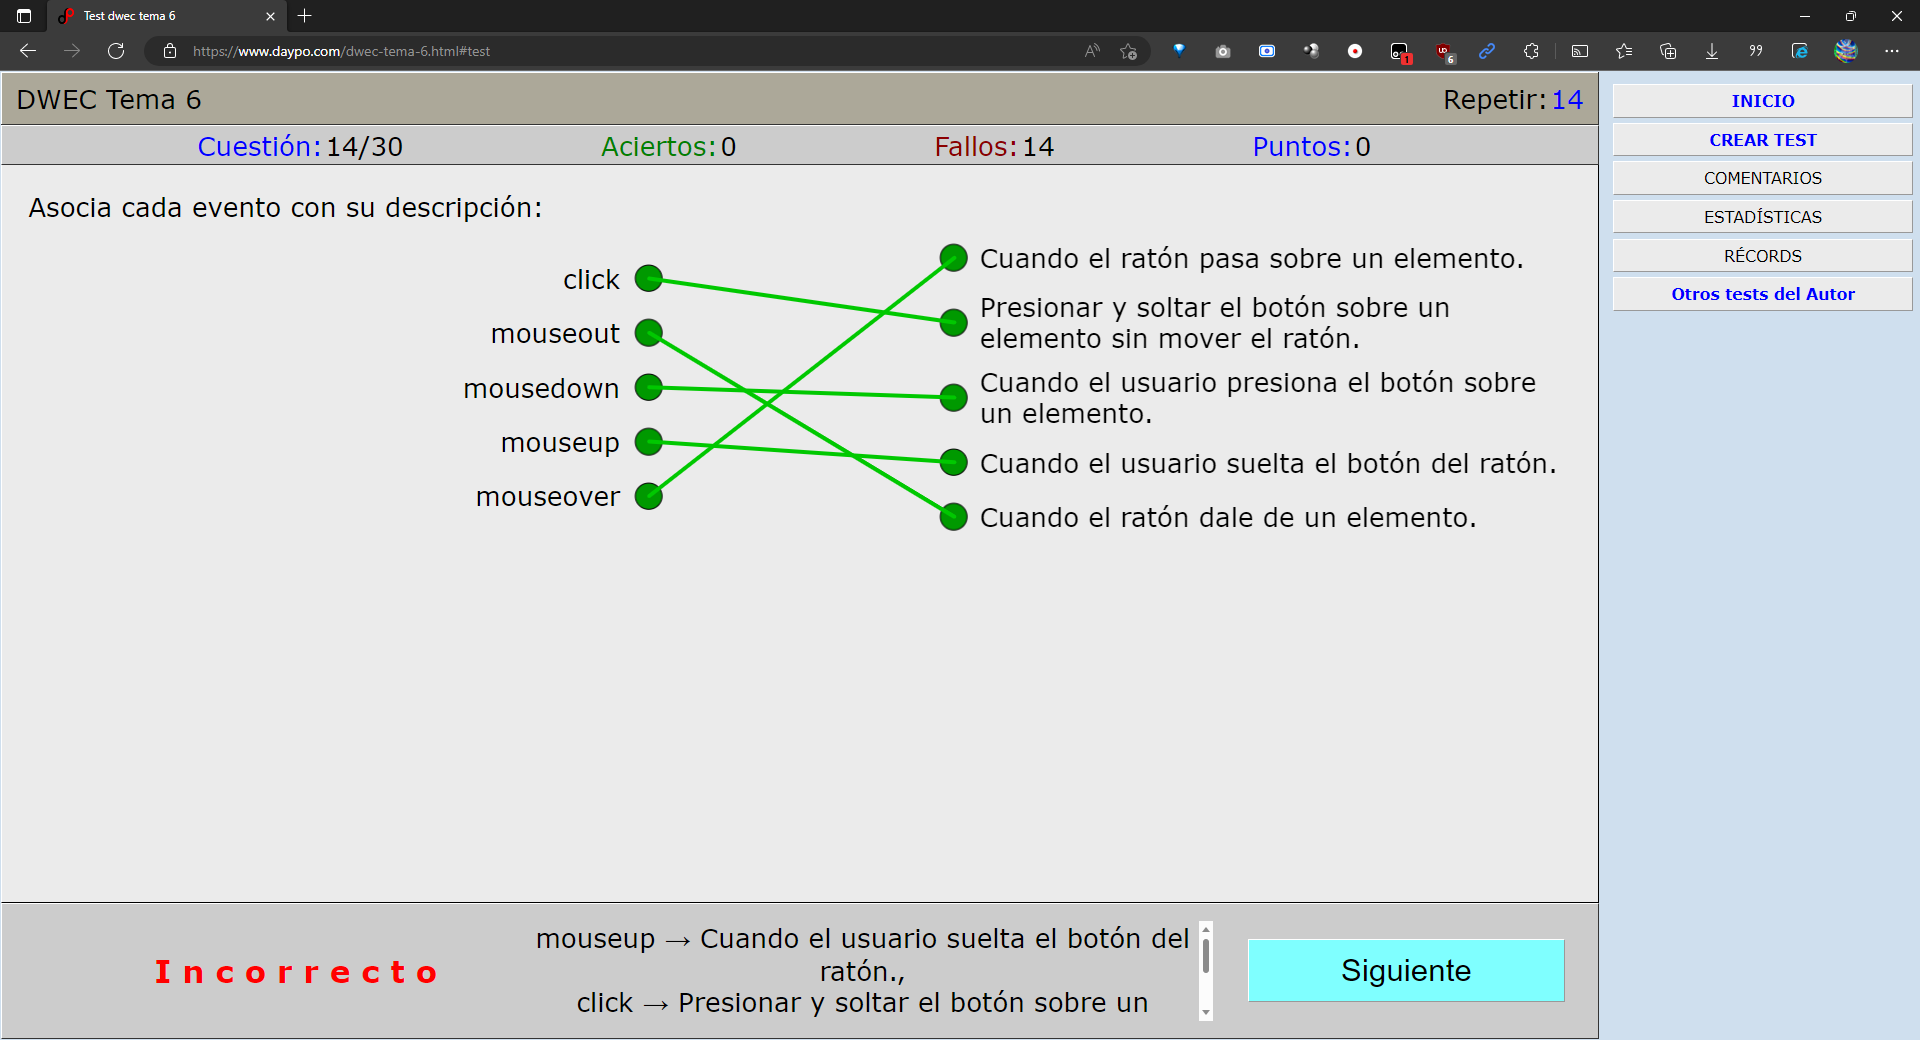 Test dwec tema 6
https://www.daypo.com/dwec-tema-6.html#test
1
6
DWEC Tema 6
Repetir: 14
Cuestión: 14/30
Aciertos: 0
Fallos: 14
Puntos: 0
INICIO
CREAR TEST
COMENTARIOS
ESTADÍSTICAS
RÉCORDS
Otros tests del Autor
Asocia cada evento con su descripción:
click
mouseout
mousedown
mouseup
mouseover
Cuando el ratón pasa sobre un elemento.
Presionar y soltar el botón sobre un
elemento sin mover el ratón.
Cuando el usuario presiona el botón sobre
un elemento.
Cuando el usuario suelta el botón del ratón.
Cuando el ratón dale de un elemento.
Incorrecto
mouseup → Cuando el usuario suelta el botón del
ratón.,
click → Presionar y soltar el botón sobre un
Siguiente